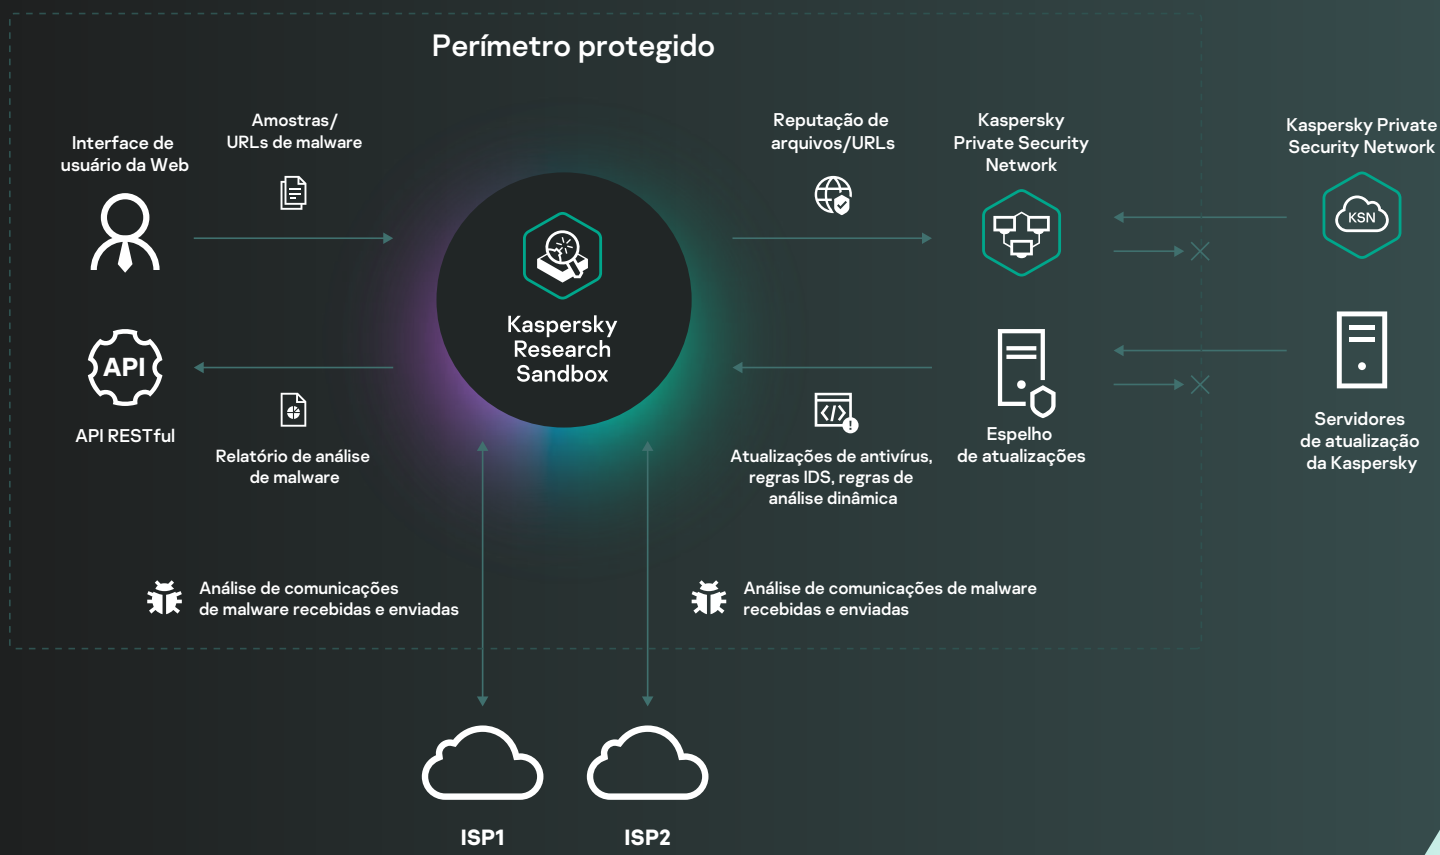 Perímetro protegido
Interface de
usuário da Web
Amostras/
URLs de malware
Reputação de
arquivos/URLs
Kaspersky
Private Security
Network
Kaspersky Private
Security Network
KSN
Kaspersky
Research
Sandbox
API
API RESTful
Relatório de análise
de malware
Atualizações de antivírus,
regras IDS, regras de
análise dinâmica
Espelho
de atualizações
Servidores
de atualização
da Kaspersky
Análise de comunicações
de malware recebidas e enviadas
Análise de comunicações de malware
recebidas e enviadas
ISP1
ISP2